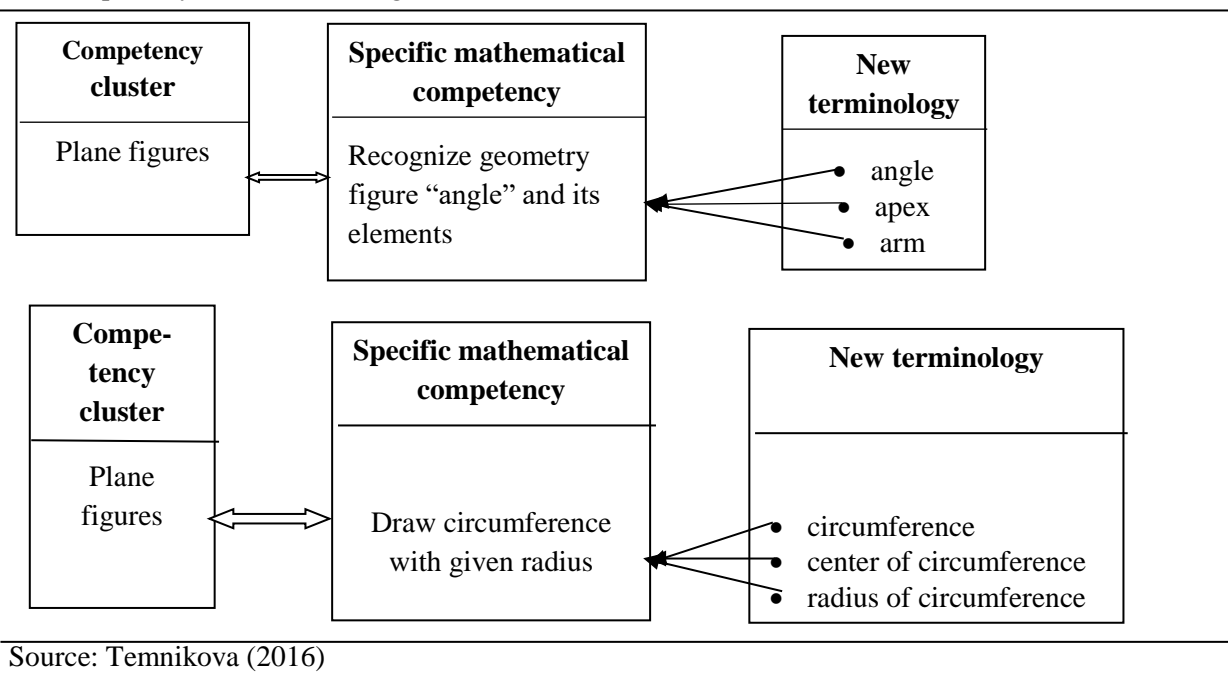 Competency
cluster
Plane figures
Specific mathematical
competency
Recognize geometry
figure “angle” and its
elements
New
terminology
• angle
• apex
• arm
Compe-
tency
cluster
Plane
figures
Specific mathematical
competency
Draw circumference
with given radius
New terminology
• circumference
• center of circumference
• radius of circumference
Source: Temnikova (2016)